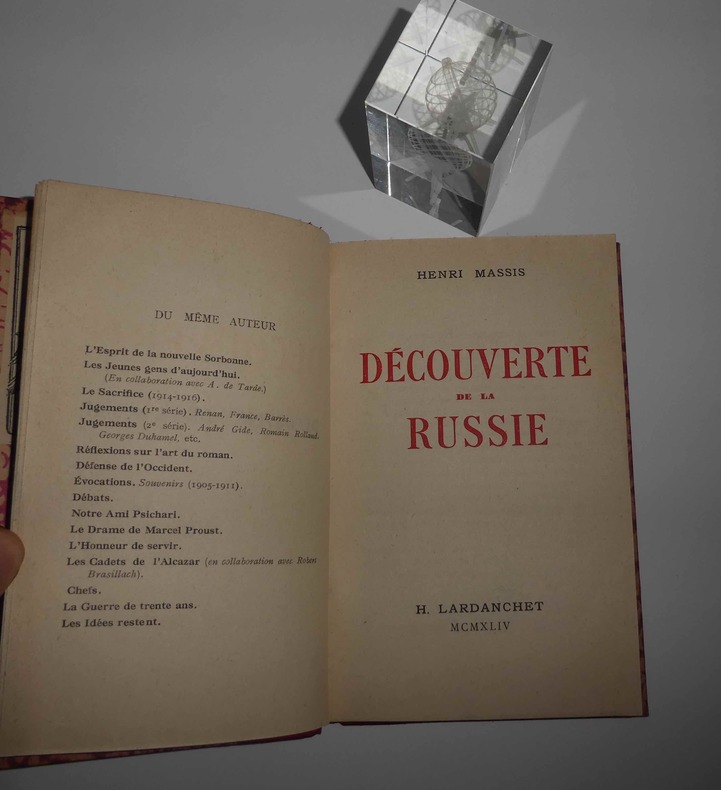 DU MÊME AUTEUR
L'Esprit de la nouvelle Sorbonne.
Les Jeunes gens d'aujourd'hui.
(En collaboration avec A. de Tarde.)
Le Sacrifice (1914-1916).
Jugements (1re série). Renan, France, Barrès.
Jugements (2e série). André Gide, Romain Rolland,
Georges Duhamel, etc.
Réflexions sur l'art du roman.
Défense de l'Occident.
Évocations. Souvenirs (1905-1911).
Débats.
Notre Ami Psichari.
Le Drame de Marcel Proust.
L'Honneur de servir.
Les Cadets de l'Alcazar (en collaboration avec Robert
Brasillach).
Chefs.
La Guerre de trente ans.
Les Idées restent.
HENRI MASSIS
DÉCOUVERTE
DE LA
RUSSIE
H. LARDANCHET
MCMXLIV